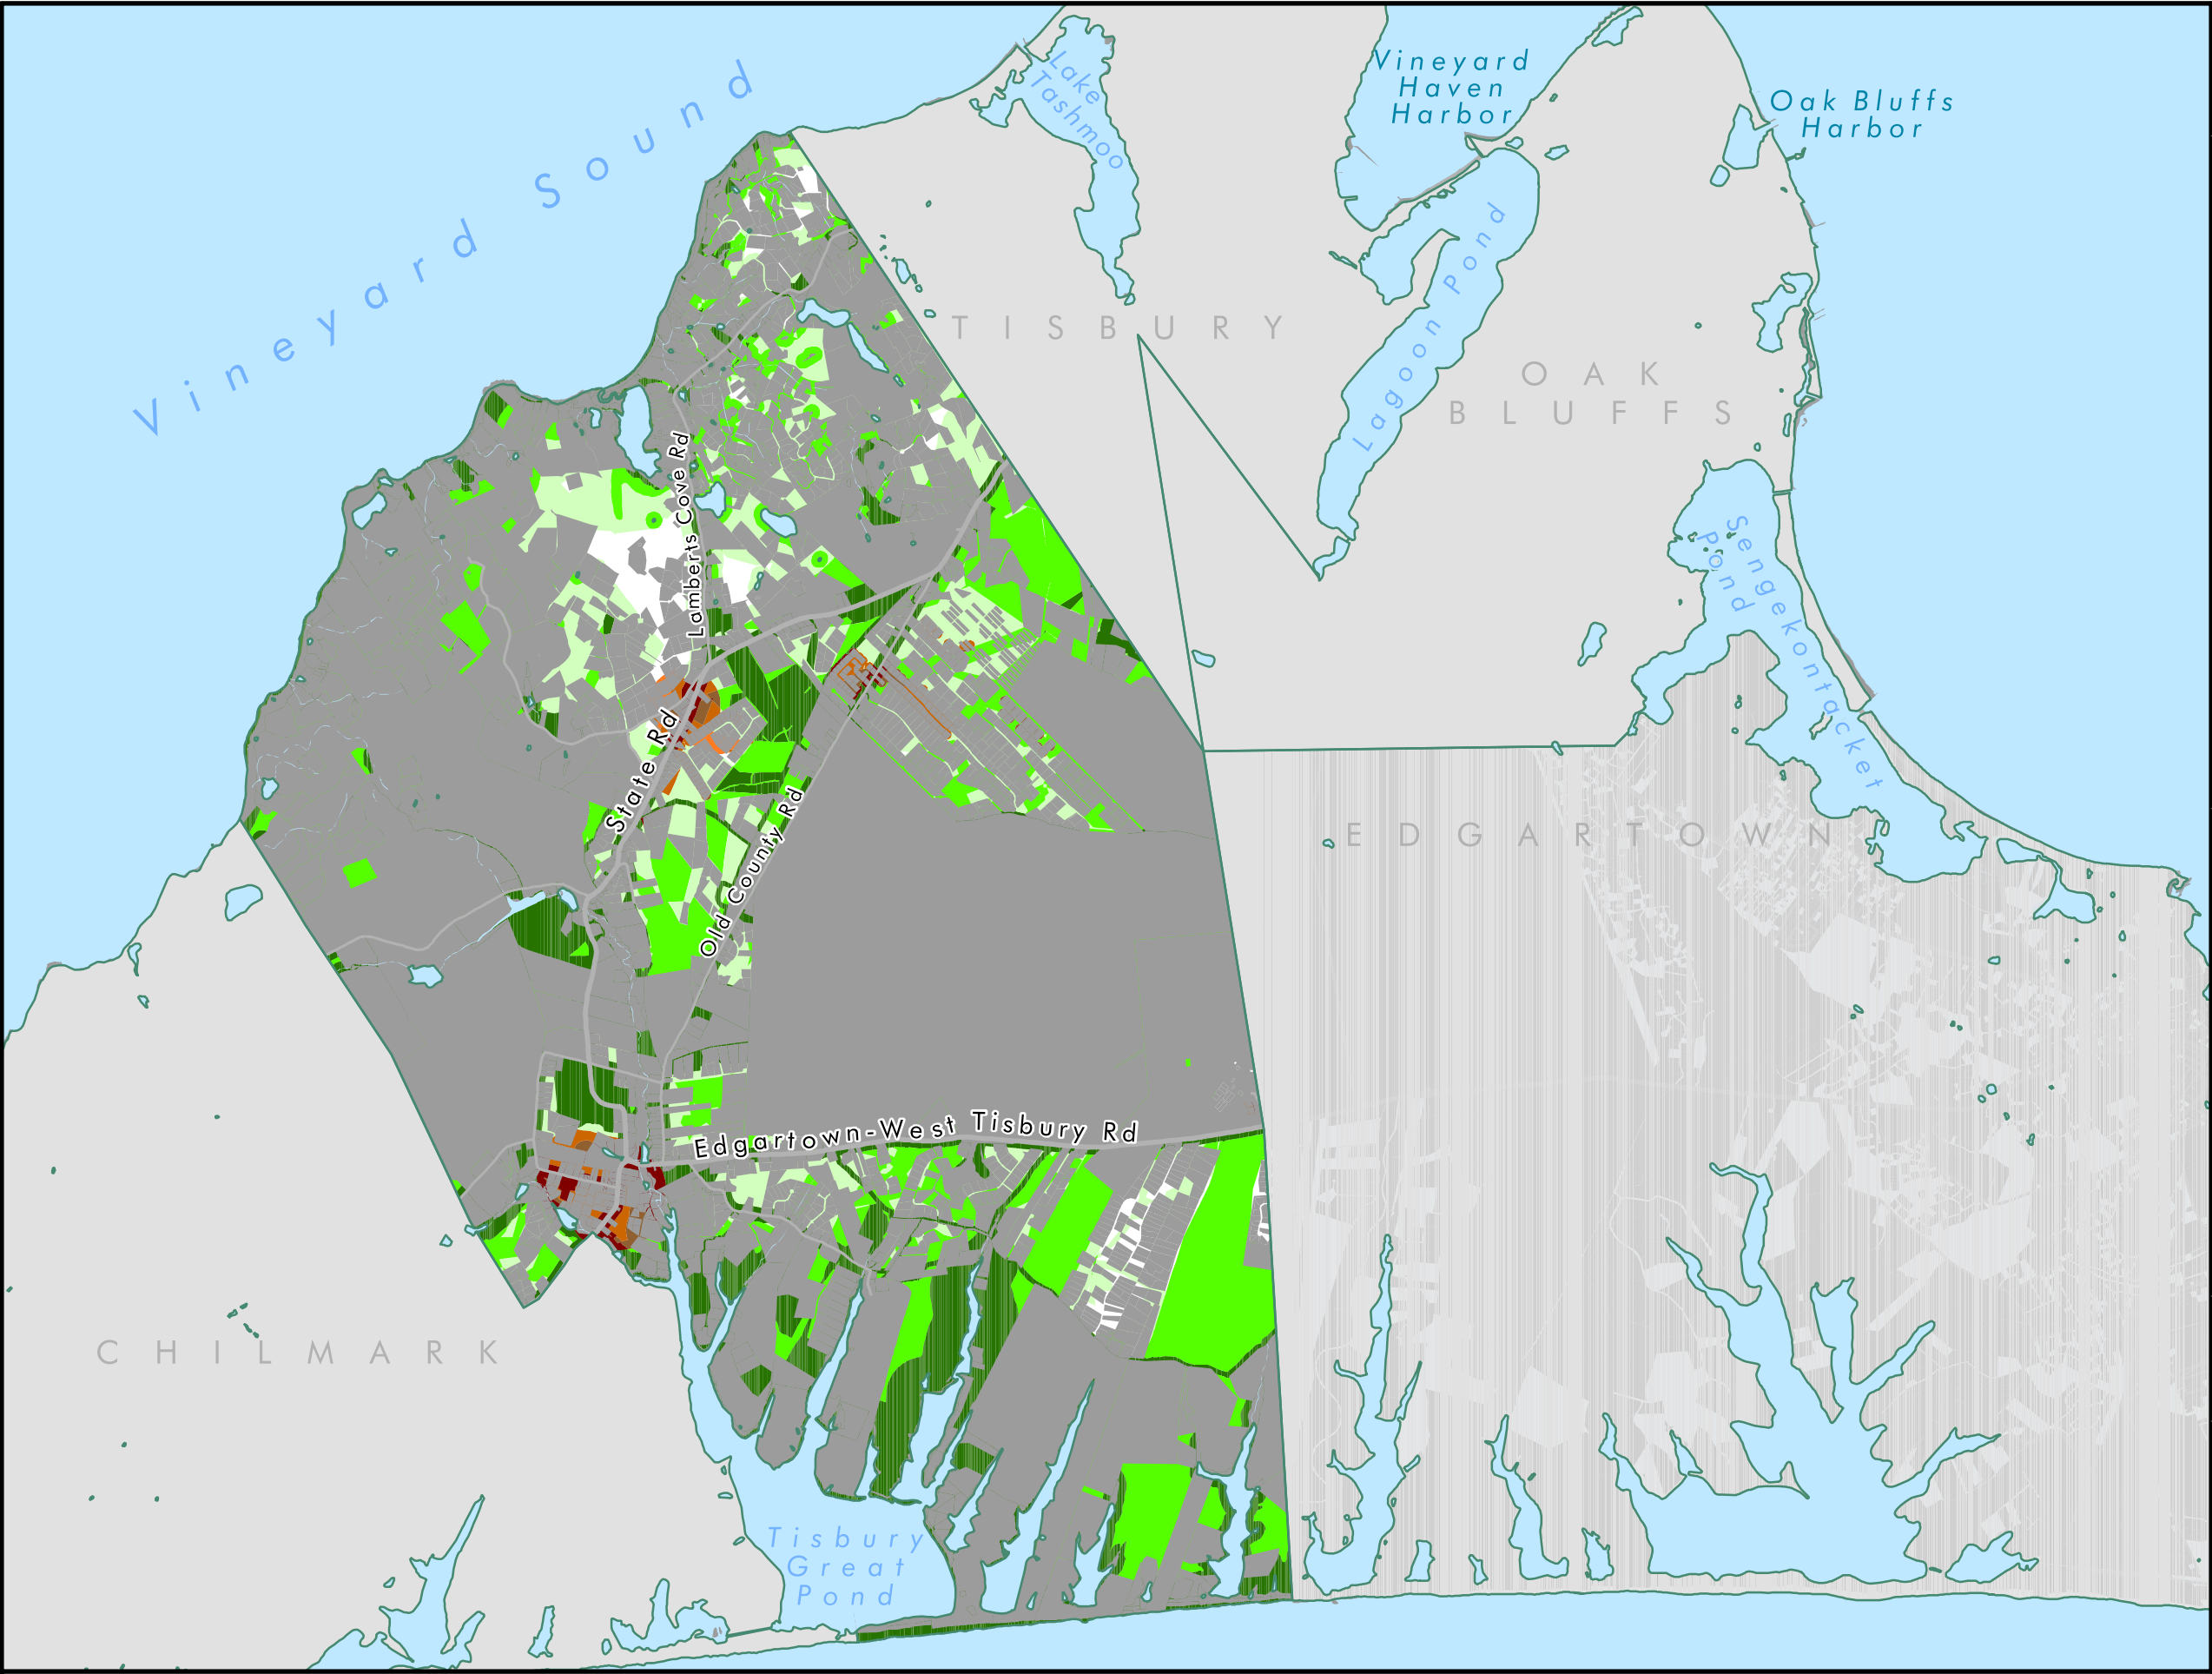 Vineyard Sound
Lake
Tashmoo
Vineyard
Haven
Harbor
Oak Bluffs
Harbor
Lagoon Pond
TISBURY
OAK
BLUFFS
Lamberts Cove Rd
Sengekontacket
Pond
State Rd
Old County Rd
EDGARTOWN
Edgartown-West Tisbury Rd
CHILMARK
Tisbury
Great
Pond